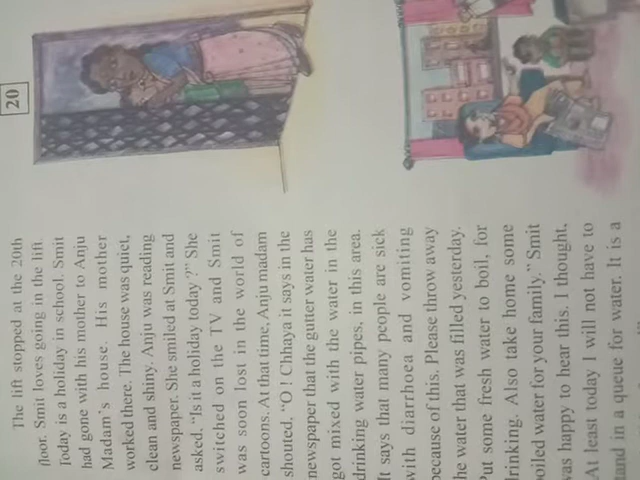 20
The lift stopped at the 20th
floor. Smit loves going in the lift.
Today is a holiday in school. Smit
had gone with his mother to Anju
Madam's house. His mother
worked there. The house was quiet,
clean and shiny. Anju was reading
newspaper. She smiled at Smit and
asked. "Is it a holiday today ?" She
switched on the TV and Smit
was soon lost in the world of
cartoons. At that time, Anju madam
shouted. "O ! Chhaya it says in the
newspaper that the gutter water has
got mixed with the water in the
drinking water pipes, in this area.
It says that many people are sick
with diarrhoea and vomiting
because of this. Please throw away
the water that was filled yesterday.
Put some fresh water to boil, for
drinking. Also take home some
boiled water for your family." Smit
was happy to hear this. I thought,
At least today I will not have to
stand in a queue for water. It is a